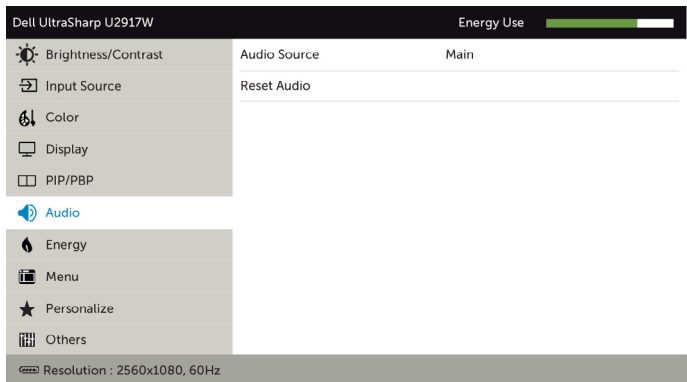 Dell UltraSharp U2917W Energy Use
Brightness/Contrast Audio Source Main
Input Source Reset Audio
Color
Display
PIP/PBP
Audio
Energy
Menu
Personalize
Others
Resolution : 2560x1080, 60Hz